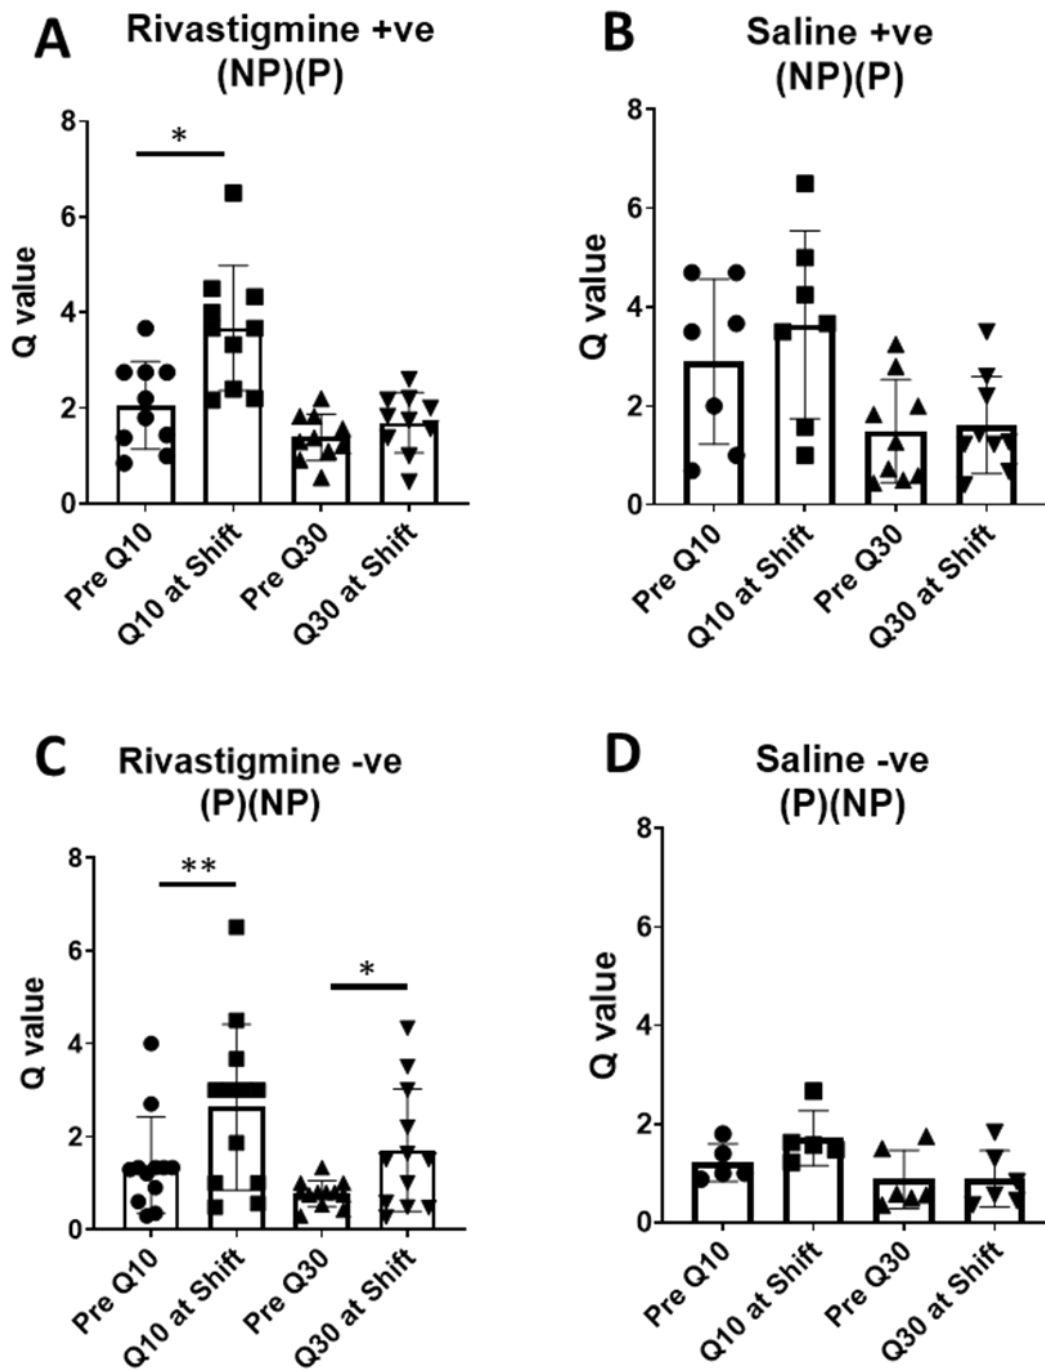 A
Rivastigmine +ve
(NP)(P)
8
6
4
2
0
Q value
*
Pre Q10
Q10 at Shift
Pre Q30
Q30 at Shift
B
Saline +ve
(NP)(P)
8
6
4
2
0
Q value
Pre Q10
Q10 at Shift
Pre Q30
Q30 at Shift
C
Rivastigmine -ve
(P)(NP)
8
6
4
2
0
Q value
**
*
Pre Q10
Q10 at Shift
Pre Q30
Q30 at Shift
D
Saline -ve
(P)(NP)
8
6
4
2
0
Q value
Pre Q10
Q10 at Shift
Pre Q30
Q30 at Shift